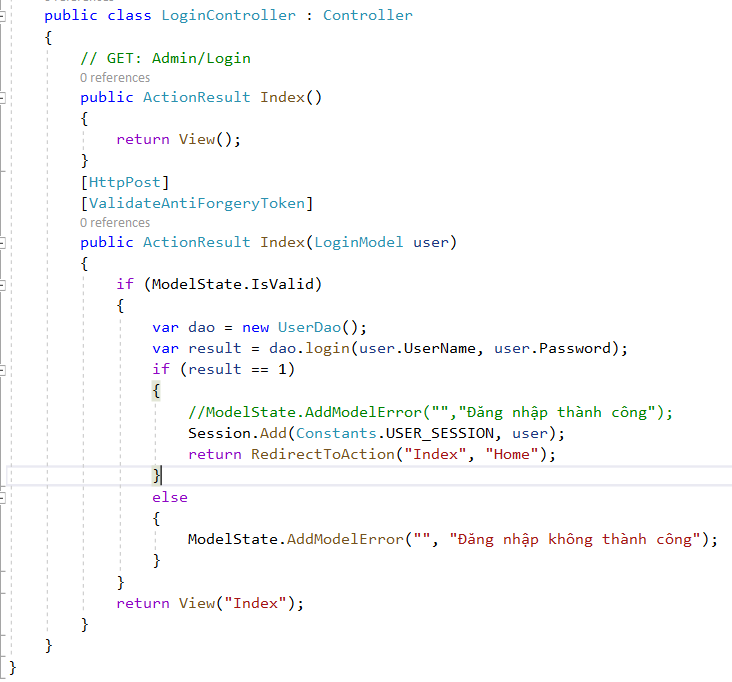 public class LoginController : Controller
{
// GET: Admin/Login
0 references
public ActionResult Index()
{
return View();
}
[HttpPost]
[ValidateAntiForgeryToken]
0 references
public ActionResult Index(LoginModel user)
{
if (ModelState.IsValid)
{
var dao = new UserDao();
var result = dao.login(user.UserName, user.Password);
if (result == 1)
{
//ModelState.AddModelError("","Đăng nhập thành công");
Session.Add(Constants.USER_SESSION, user);
return RedirectToAction("Index", "Home");
}
else
{
ModelState.AddModelError("", "Đăng nhập không thành công");
}
}
return View("Index");
}
}
}